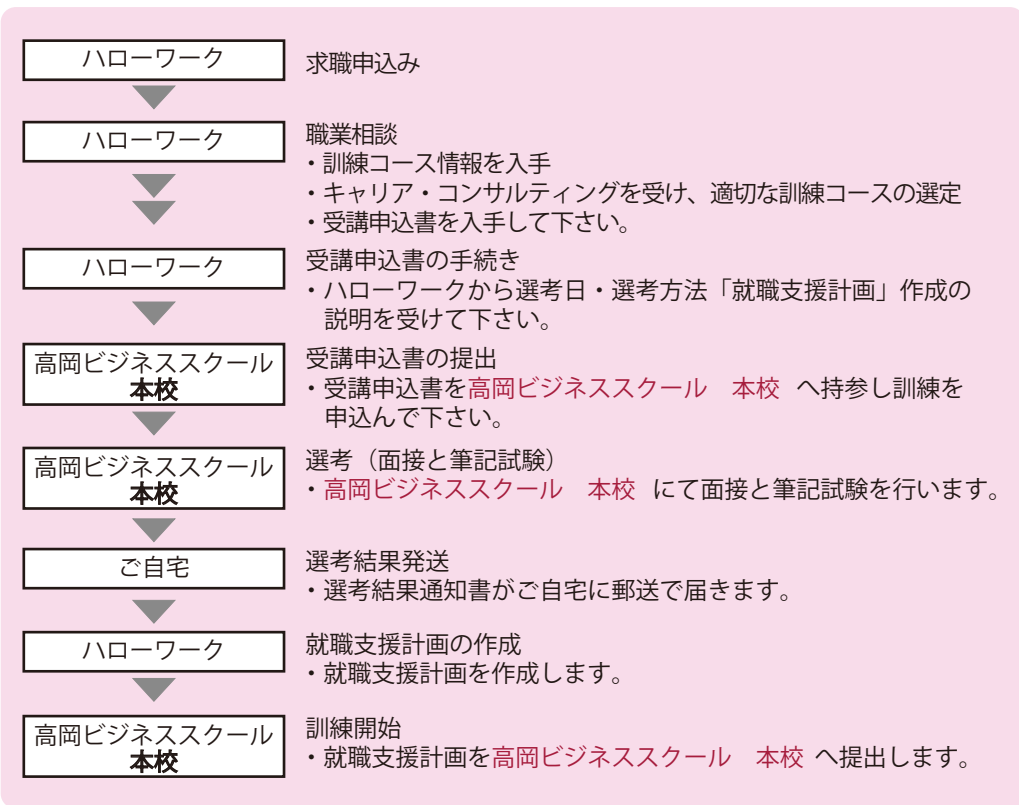 ハローワーク
求職申込み
ハローワーク
職業相談
・訓練コース情報を入手
・キャリア・コンサルティングを受け、適切な訓練コースの選定
・受講申込書を入手して下さい。
ハローワーク
受講申込書の手続き
・ハローワークから選考日・選考方法「就職支援計画」作成の
説明を受けて下さい。
高岡ビジネススクール
本校
受講申込書の提出
・受講申込書を高岡ビジネススクール　本校 へ持参し訓練を
申込んで下さい。
高岡ビジネススクール
本校
選考（面接と筆記試験）
・高岡ビジネススクール　本校 にて面接と筆記試験を行います。
ご自宅
選考結果発送
・選考結果通知書がご自宅に郵送で届きます。
ハローワーク
就職支援計画の作成
・就職支援計画を作成します。
高岡ビジネススクール
本校
訓練開始
・就職支援計画を高岡ビジネススクール　本校 へ提出します。